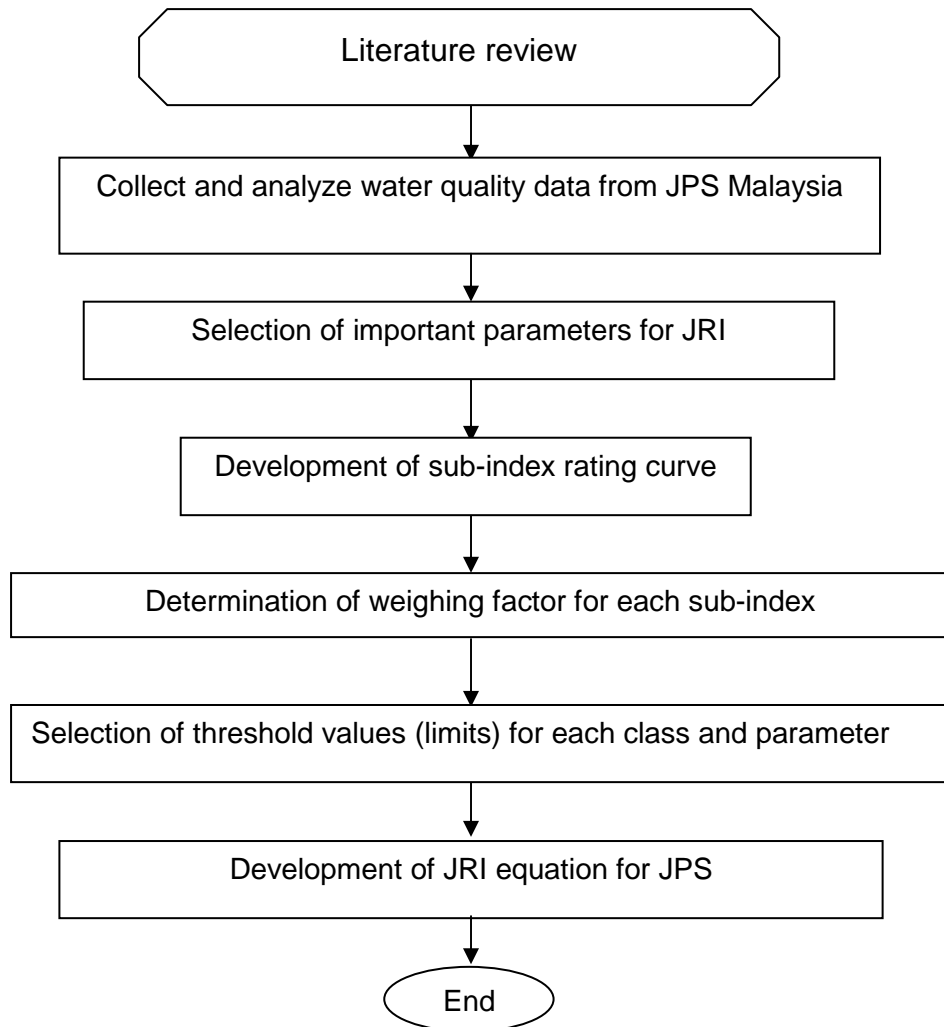 Literature review
Collect and analyze water quality data from JPS Malaysia
Selection of important parameters for JRI
Development of sub-index rating curve
Determination of weighing factor for each sub-index
Selection of threshold values (limits) for each class and parameter
Development of JRI equation for JPS
End